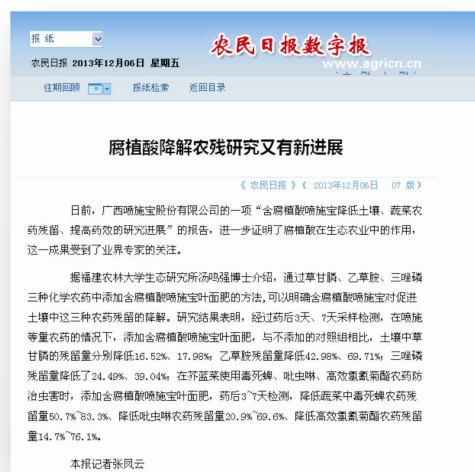 报 纸
农民日报数字报
www.agricn.cn
农民日报 2013年12月06日 星期五
往期回顾 报纸检索 返回目录
腐植酸降解农残研究又有新进展
《 农民日报 》（ 2013年12月06日 07 版）
日前，广西喷施宝股份有限公司的一项“含腐植酸喷施宝降低土壤、蔬菜农
药残留、提高药效的研究进展”的报告，进一步证明了腐植酸在生态农业中的作用，
这一成果受到了业界专家的关注。
据福建农林大学生态研究所汤鸣强博士介绍，通过草甘膦、乙草胺、三唑磷
三种化学农药中添加含腐植酸喷施宝叶面肥的方法,可以明确含腐植酸喷施宝对促进
土壤中这三种农药残留的降解。研究结果表明，经过药后3天、7天采样检测，在喷施
等量农药的情况下，添加含腐植酸喷施宝叶面肥，与不添加的对照组相比，土壤中草
甘膦的残留量分别降低16.52%、17.98%；乙草胺残留量降低42.98%、69.71%；三唑磷
残留量降低了24.49%、39.04%；在芥蓝菜使用毒死蜱、吡虫啉、高效氯氰菊酯农药防
治虫害时，添加含腐植酸喷施宝叶面肥，药后3~7天检测，降低蔬菜中毒死蜱农药残
留量50.7%~83.3%、降低吡虫啉农药残留量20.9%~69.6%、降低高效氯氰菊酯农药残留
量14.7%~76.1%。
本报记者张凤云